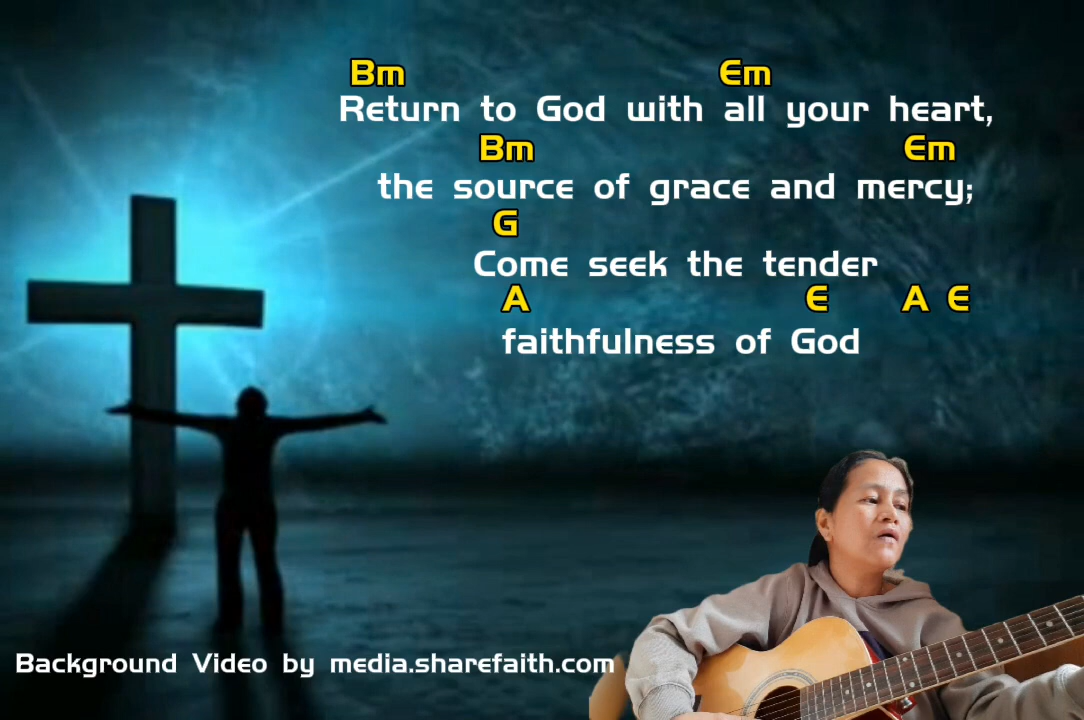 Bm Em
Return to God with all your heart,
Bm Em
the source of grace and mercy;
G
Come seek the tender
A E A E
faithfulness of God
Background Video by media.sharefaith.com